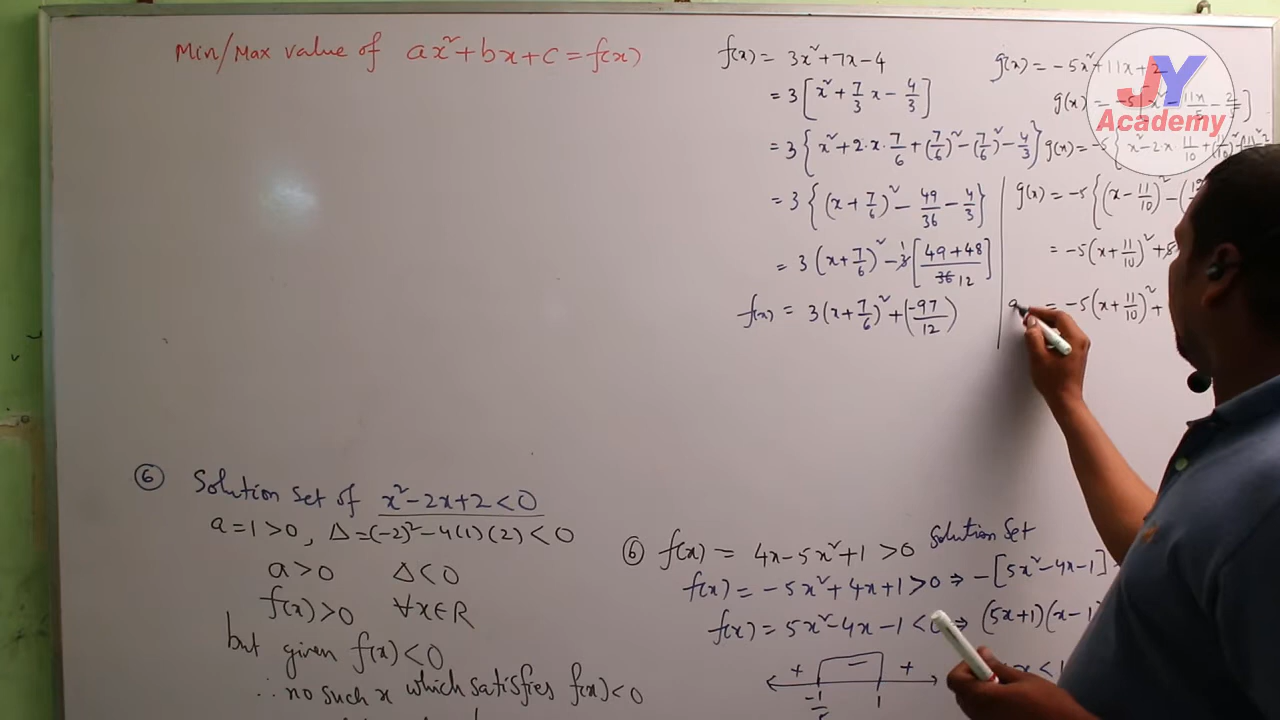 Min/Max value of ax²+bx+c = f(x)
f(x) = 3x²+7x-4
= 3[x²+7/3 x - 4/3]
= 3{x²+2·x·7/6+(7/6)²-(7/6)²-4/3}
= 3{(x+7/6)²-49/36-4/3}
= 3(x+7/6)²-3 1[49+48/36 12]
f(x) = 3(x+7/6)²+(-97/12)
g(x) = -5x²+11x+2
g(x) = -5[x²-11x/5-2/5]
g(x) = -5{x²-2·x·11/10+(11/10)²-(11)²-2
g(x) = -5{(x-11/10)²-(
= -5(x+11/10)²+
= -5(x+11/10)²+
JY
Academy
⑥ Solution set of x²-2x+2<0
a=1>0, Δ=(-2)²-4(1)(2)<0
a>0 Δ<0
f(x)>0 ∀x∈R
but given f(x)<0
∴ no such x which satisfies f(x)<0
⑥ f(x) = 4x-5x²+1>0 Solution set
f(x) = -5x²+4x+1>0 ⇒ -[5x²-4x-1]
f(x) = 5x²-4x-1<0 ⇒ (5x+1)(x-1)
+ - +
-1/5 1
x<1